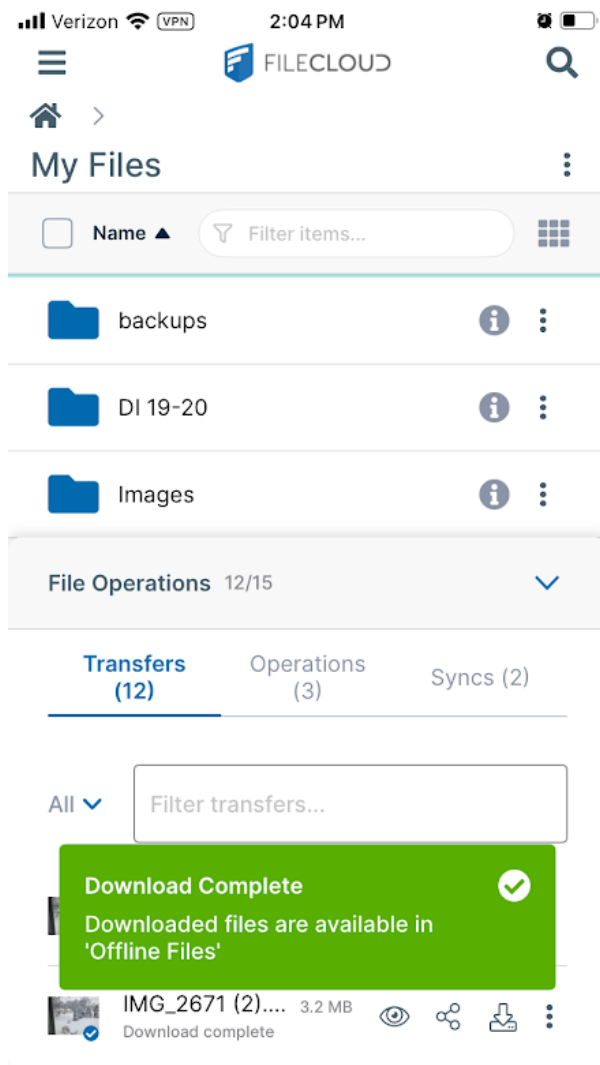 Verizon VPN 2:04 PM
FILECLOUD
My Files
Name Filter items...
backups
DI 19-20
Images
File Operations 12/15
Transfers
(12)
Operations
(3)
Syncs (2)
All Filter transfers...
Download Complete
Downloaded files are available in
'Offline Files'
IMG_2671 (2).... 3.2 MB
Download complete